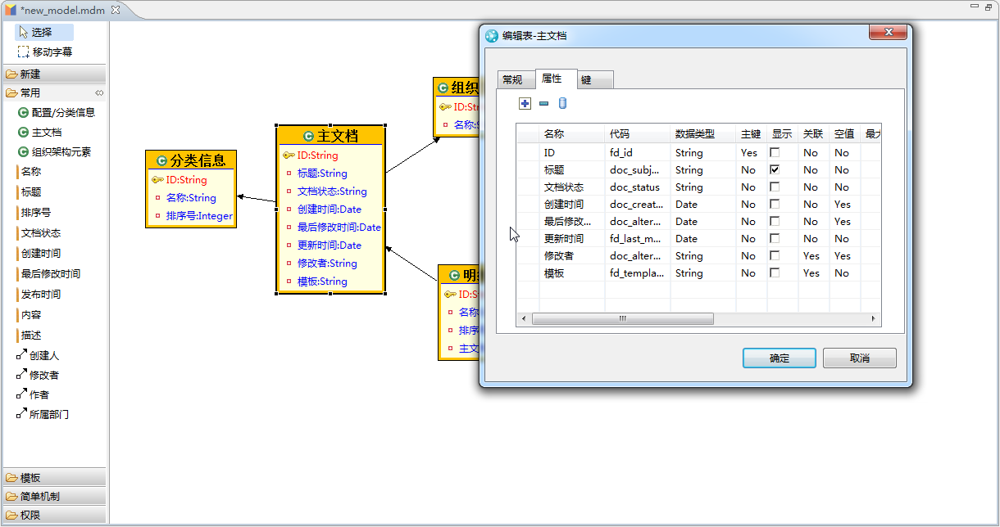 *new_model.mdm
选择
移动字幕
新建
常用
配置/分类信息
主文档
组织架构元素
名称
标题
排序号
文档状态
创建时间
最后修改时间
发布时间
内容
描述
创建人
修改者
作者
所属部门
模板
简单机制
权限
分类信息
ID:String
名称:String
排序号:Integer
主文档
ID:String
标题:String
文档状态:String
创建时间:Date
最后修改时间:Date
更新时间:Date
修改者:String
模板:String
组织
ID:Str
名称:S
明
ID:S
名称
排序
主文
编辑表-主文档
常规 属性 键
名称 代码 数据类型 主键 显示 关联 空值 最大
ID fd_id String Yes No No
标题 doc_subj... String No No No
文档状态 doc_status String No No No
创建时间 doc_creat... Date No No Yes
最后修改... doc_alter... Date No No Yes
更新时间 fd_last_m... Date No No No
修改者 doc_alter... String No Yes Yes
模板 fd_templa... String No Yes No
确定 取消